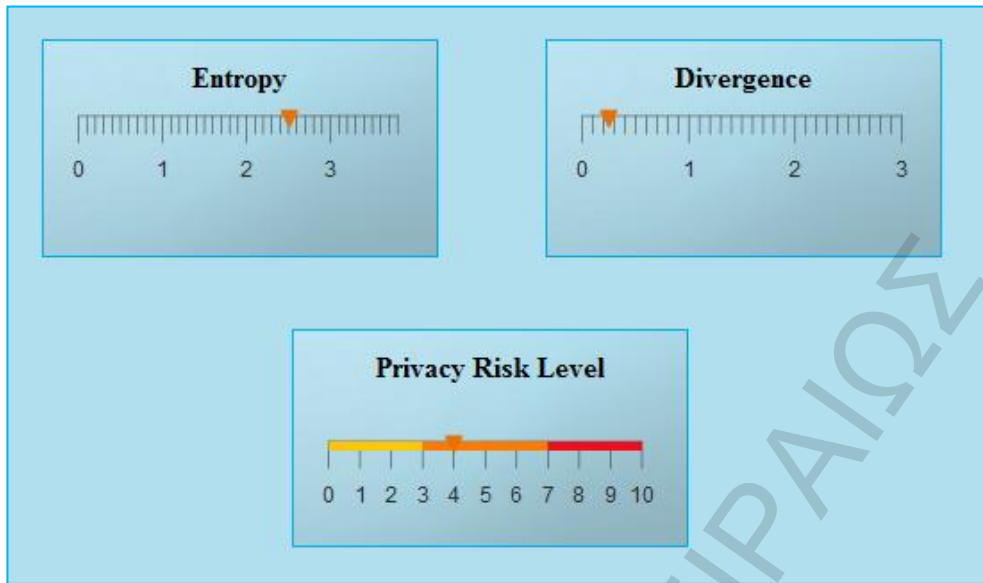 Entropy
0 1 2 3
Divergence
0 1 2 3
Privacy Risk Level
0 1 2 3 4 5 6 7 8 9 10
ΠΕΙΡΑΙΩΣ